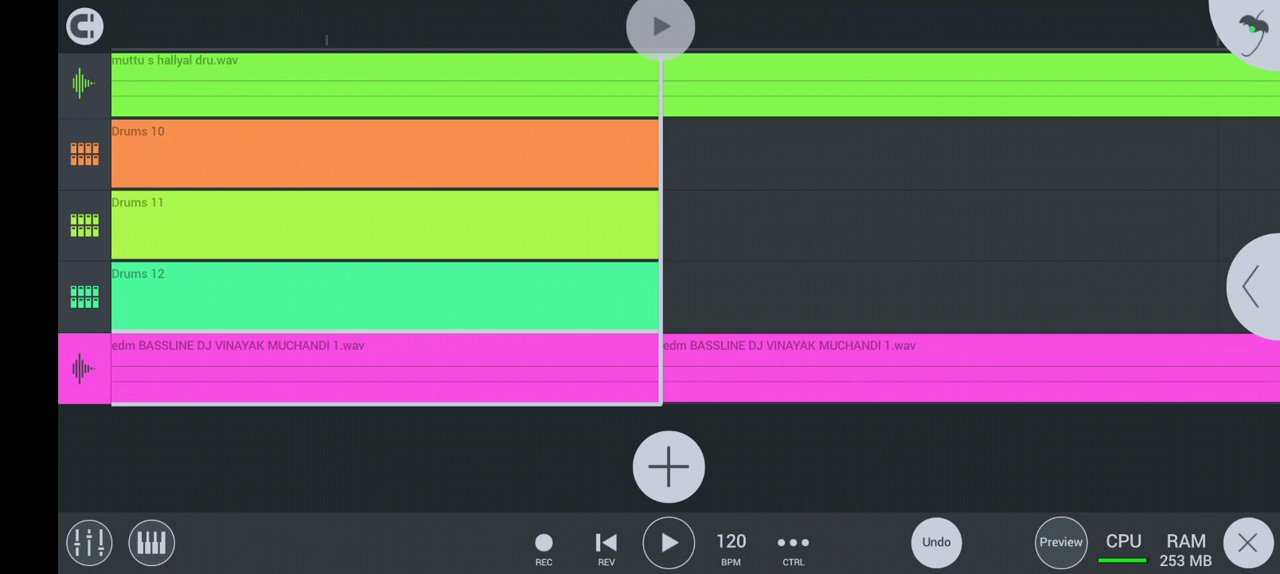 muttu s hallyal dru.wav
Drums 10
Drums 11
Drums 12
edm BASSLINE DJ VINAYAK MUCHANDI 1.wav
edm BASSLINE DJ VINAYAK MUCHANDI 1.wav
REC
REV
120
BPM
CTRL
Undo
Preview
CPU
RAM
253 MB